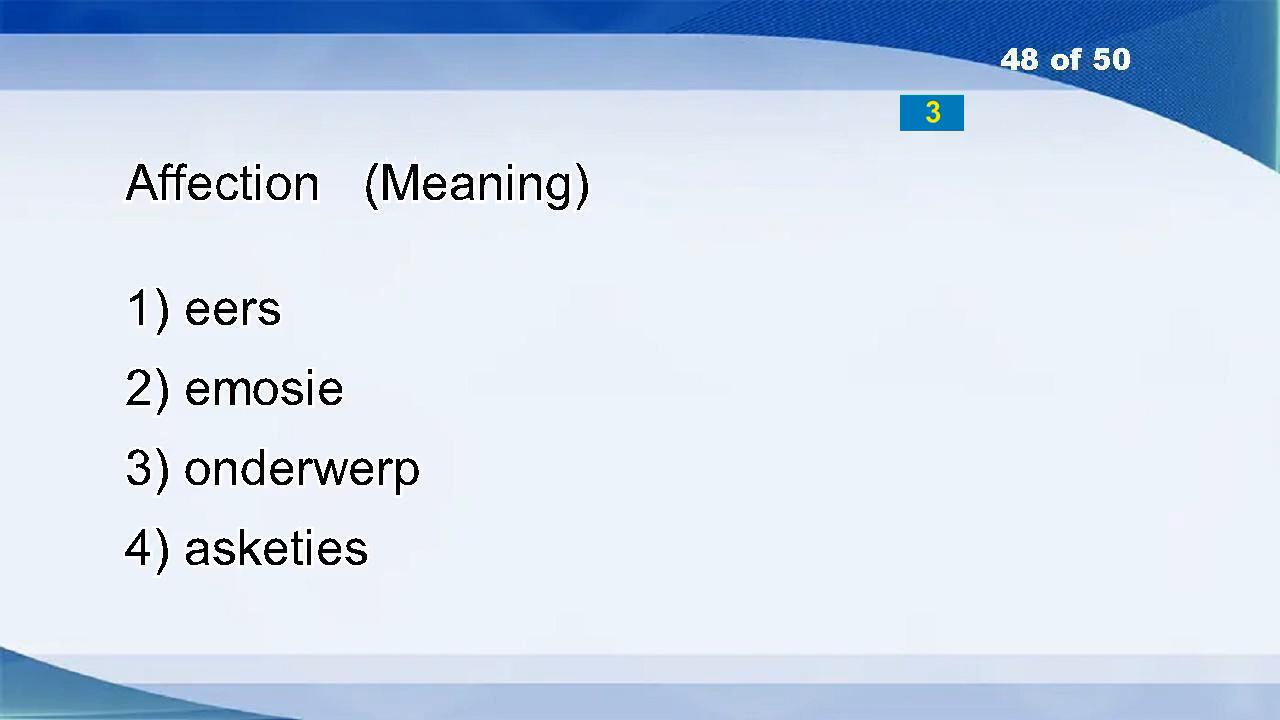 48 of 50
3
Affection (Meaning)
1) eers
2) emosie
3) onderwerp
4) asketies